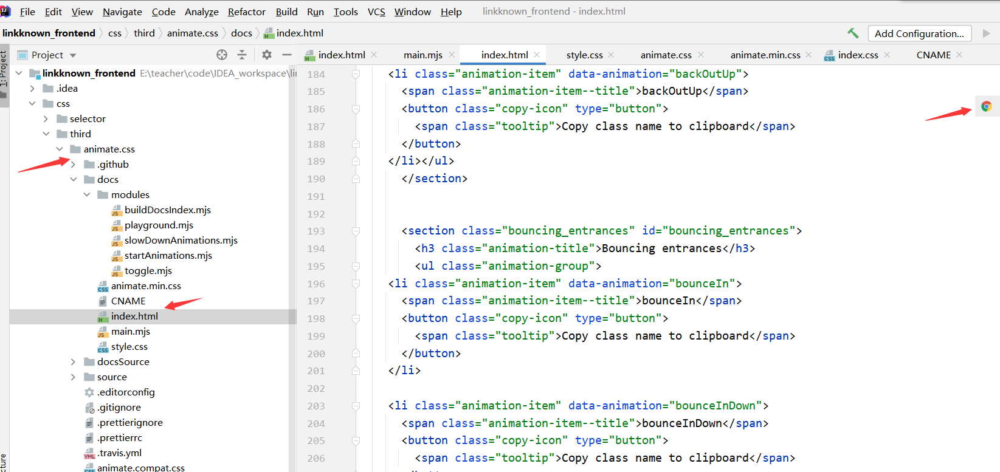 File Edit View Navigate Code Analyze Refactor Build Run Tools VCS Window Help linkknown_frontend - index.html
linkknown_frontend css third animate.css docs index.html
Add Configuration...
1: Project
Project
index.html main.mjs index.html style.css animate.css animate.min.css index.css CNAME
linkknown_frontend E:\teacher\code\IDEA_workspace\li
.idea
css
selector
third
animate.css
.github
docs
modules
buildDocsIndex.mjs
playground.mjs
slowDownAnimations.mjs
startAnimations.mjs
toggle.mjs
animate.min.css
CNAME
index.html
main.mjs
style.css
docsSource
source
.editorconfig
.gitignore
.prettierignore
.prettierrc
.travis.yml
animate.compat.css
184 <li class="animation-item" data-animation="backOutUp">
185 <span class="animation-item--title">backOutUp</span>
186 <button class="copy-icon" type="button">
187 <span class="tooltip">Copy class name to clipboard</span>
188 </button>
189 </li></ul>
190 </section>
191
192
193 <section class="bouncing_entrances" id="bouncing_entrances">
194 <h3 class="animation-title">Bouncing entrances</h3>
195 <ul class="animation-group">
196 <li class="animation-item" data-animation="bounceIn">
197 <span class="animation-item--title">bounceIn</span>
198 <button class="copy-icon" type="button">
199 <span class="tooltip">Copy class name to clipboard</span>
200 </button>
201 </li>
202
203 <li class="animation-item" data-animation="bounceInDown">
204 <span class="animation-item--title">bounceInDown</span>
205 <button class="copy-icon" type="button">
206 <span class="tooltip">Copy class name to clipboard</span>